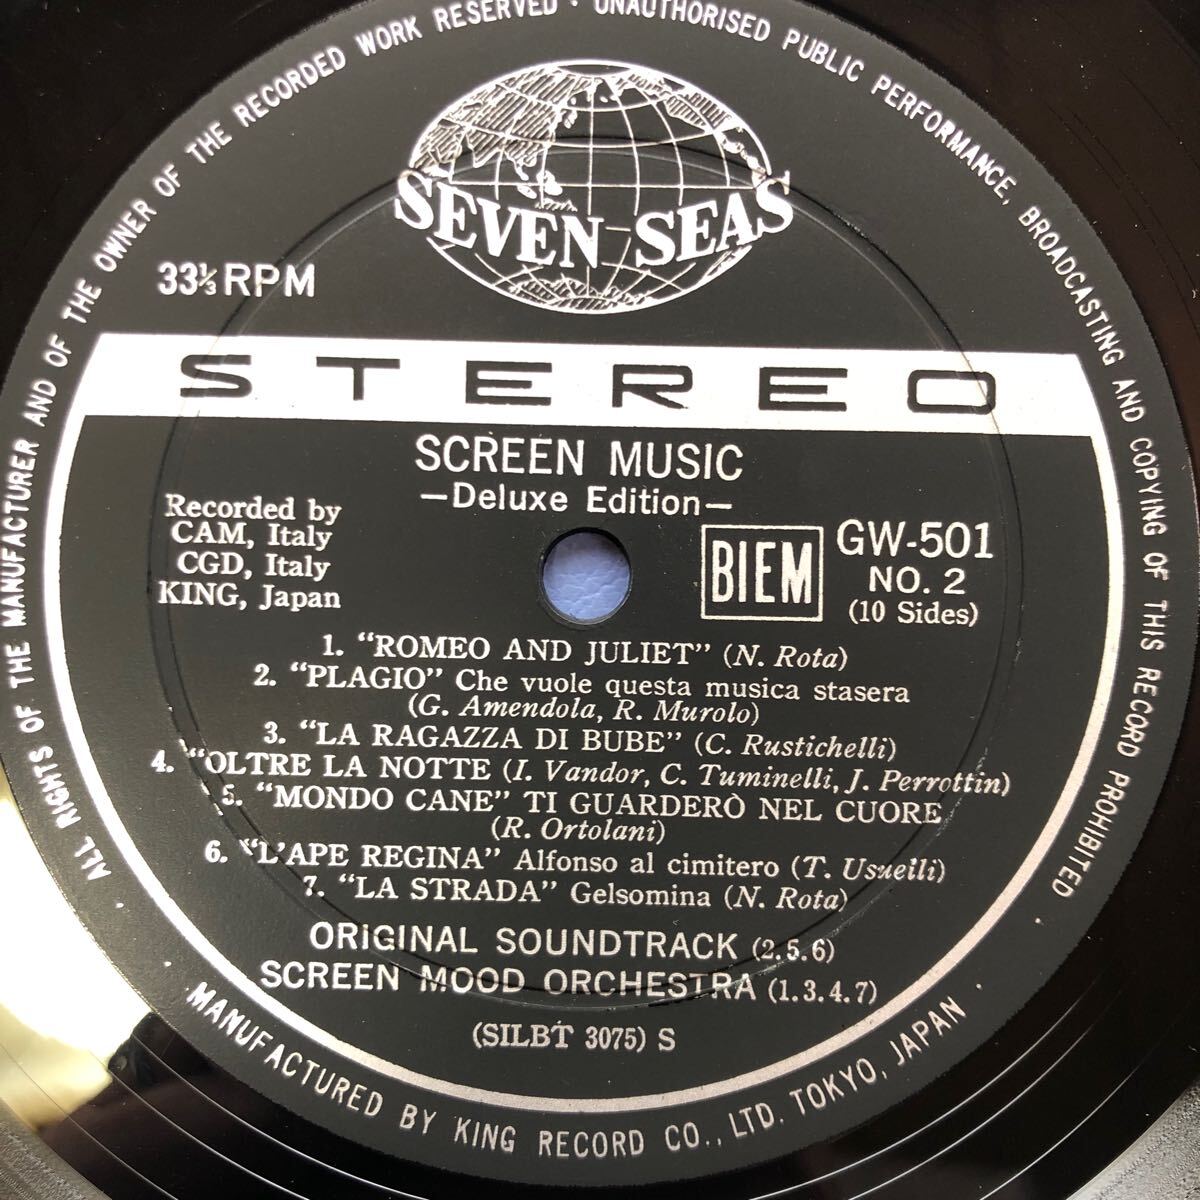 ALL RIGHTS OF THE MANUFACTURER AND OF THE OWNER OF THE RECORDED WORK RESERVED · UNAUTHORISED PUBLIC PERFORMANCE, BROADCASTING AND COPYING OF THIS RECORD PROHIBITED ·
SEVEN SEAS
33⅓ RPM
STEREO
SCREEN MUSIC
—Deluxe Edition—
Recorded by
CAM, Italy
CGD, Italy
KING, Japan
BIEM
GW-501
NO. 2
(10 Sides)
1. “ROMEO AND JULIET” (N. Rota)
2. “PLAGIO” Che vuole questa musica stasera
(G. Amendola, R. Murolo)
3. “LA RAGAZZA DI BUBE” (C. Rustichelli)
4. “OLTRE LA NOTTE (I. Vandor, C. Tuminelli, J. Perrottin)
5. “MONDO CANE” TI GUARDERÒ NEL CUORE
(R. Ortolani)
6. “L’APE REGINA” Alfonso al cimitero (T. Usueili)
7. “LA STRADA” Gelsomina (N. Rota)
ORIGINAL SOUNDTRACK (2.5.6)
SCREEN MOOD ORCHESTRA (1.3.4.7)
(SILBT 3075) S
· MANUFACTURED BY KING RECORD CO., LTD. TOKYO, JAPAN ·